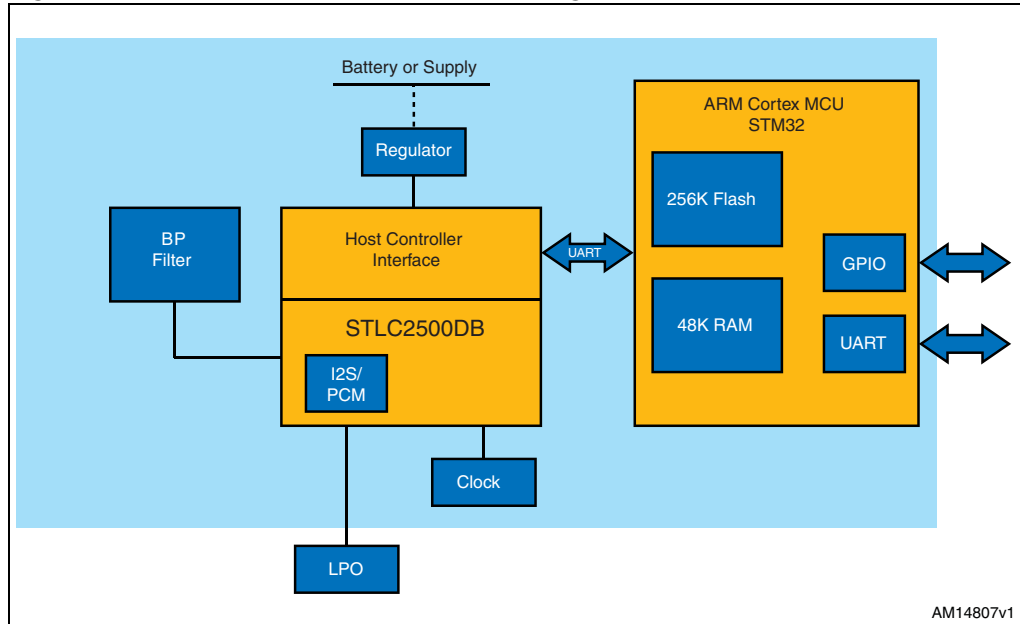 Battery or Supply
Regulator
ARM Cortex MCU
STM32
256K Flash
BP
Filter
Host Controller
Interface
UART
GPIO
48K RAM
STLC2500DB
UART
I2S/
PCM
Clock
LPO
AM14807v1